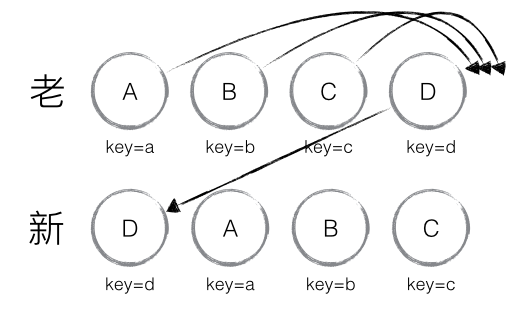 老 A B C D
key=a key=b key=c key=d
新 D A B C
key=d key=a key=b key=c